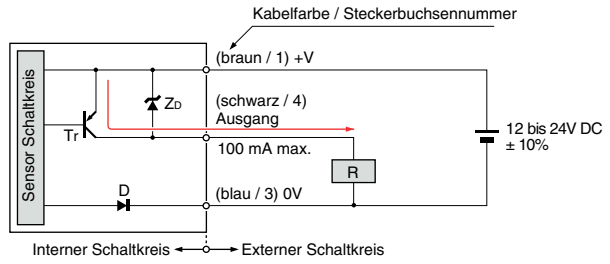 Kabelfarbe / Steckerbuchsennummer
(braun / 1) +V
Sensor Schaltkreis
Tr
ZD
(schwarz / 4)
Ausgang
100 mA max.
R
12 bis 24V DC
± 10%
D
(blau / 3) 0V
Interner Schaltkreis
Externer Schaltkreis